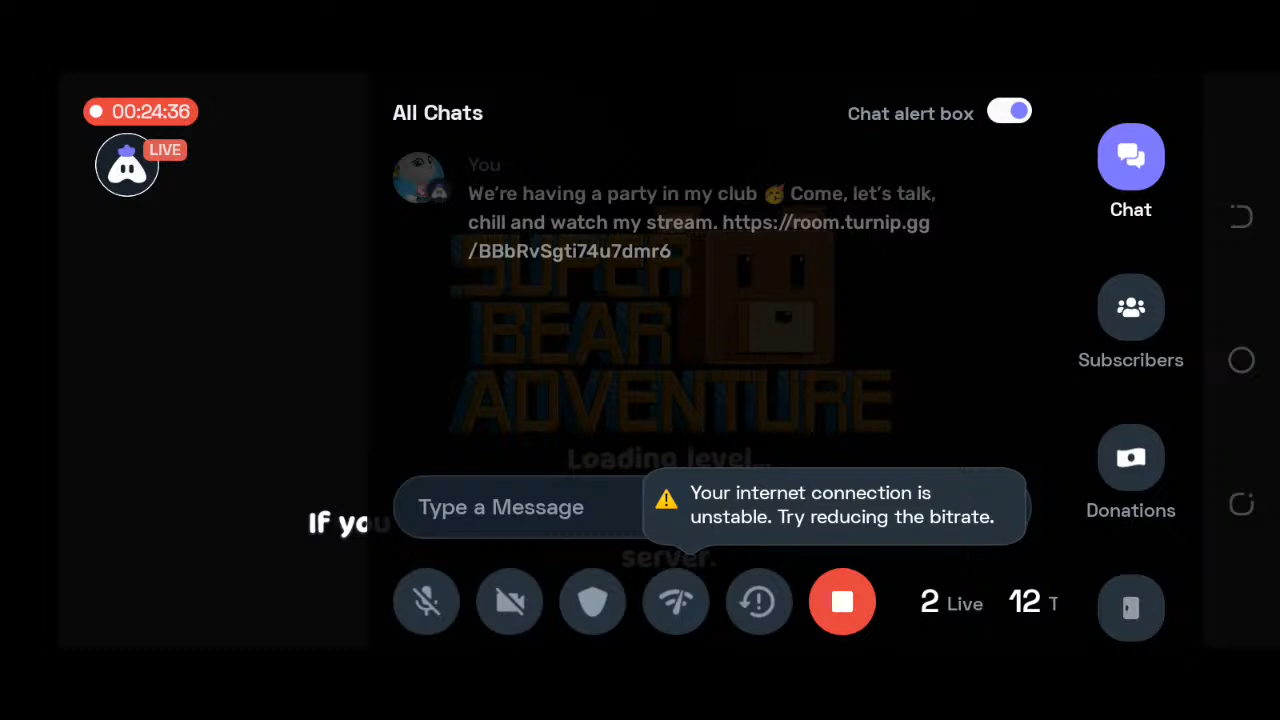 00:24:36
LIVE
All Chats
Chat alert box
You
We're having a party in my club 🥳 Come, let's talk,
chill and watch my stream. https://room.turnip.gg
/BBbRvSgti74u7dmr6
SUPER
BEAR
ADVENTURE
Loading level...
If you
Type a Message
Your internet connection is
unstable. Try reducing the bitrate.
server.
2 Live 12 T
Chat
Subscribers
Donations